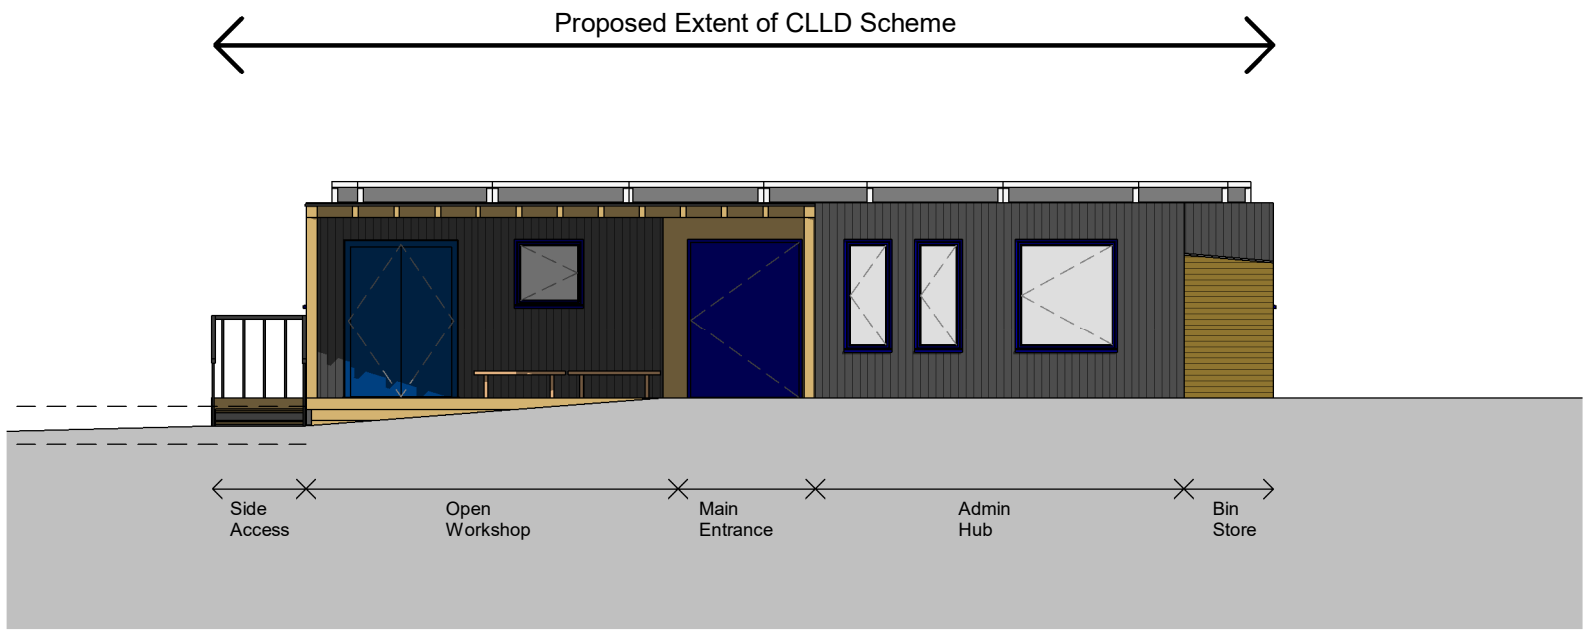 Proposed Extent of CLLD Scheme
Side
Access
Open
Workshop
Main
Entrance
Admin
Hub
Bin
Store